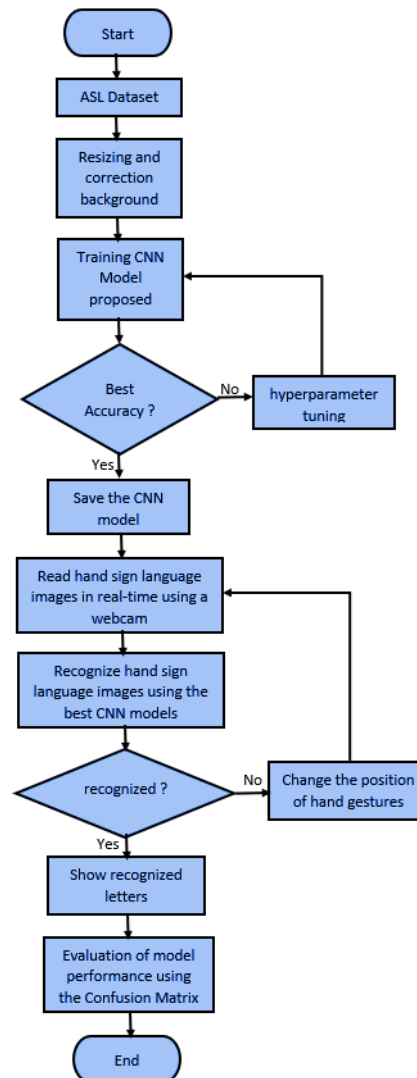 Start
ASL Dataset
Resizing and
correction
background
Training CNN
Model
proposed
Best
Accuracy ?
No
hyperparameter
tuning
Yes
Save the CNN
model
Read hand sign language
images in real-time using a
webcam
Recognize hand sign
language images using the
best CNN models
recognized ?
No
Change the position
of hand gestures
Yes
Show recognized
letters
Evaluation of model
performance using
the Confusion Matrix
End